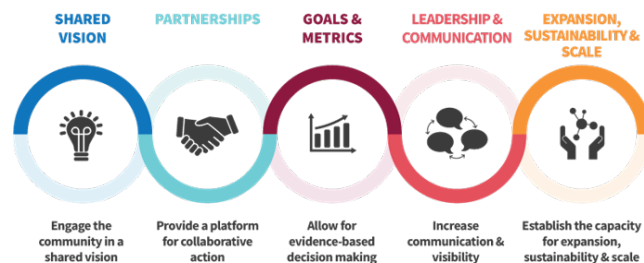 SHARED
VISION
PARTNERSHIPS
GOALS &
METRICS
LEADERSHIP &
COMMUNICATION
EXPANSION,
SUSTAINABILITY &
SCALE
Engage the
community in a
shared vision
Provide a platform
for collaborative
action
Allow for
evidence-based
decision making
Increase
communication &
visibility
Establish the capacity
for expansion,
sustainability & scale